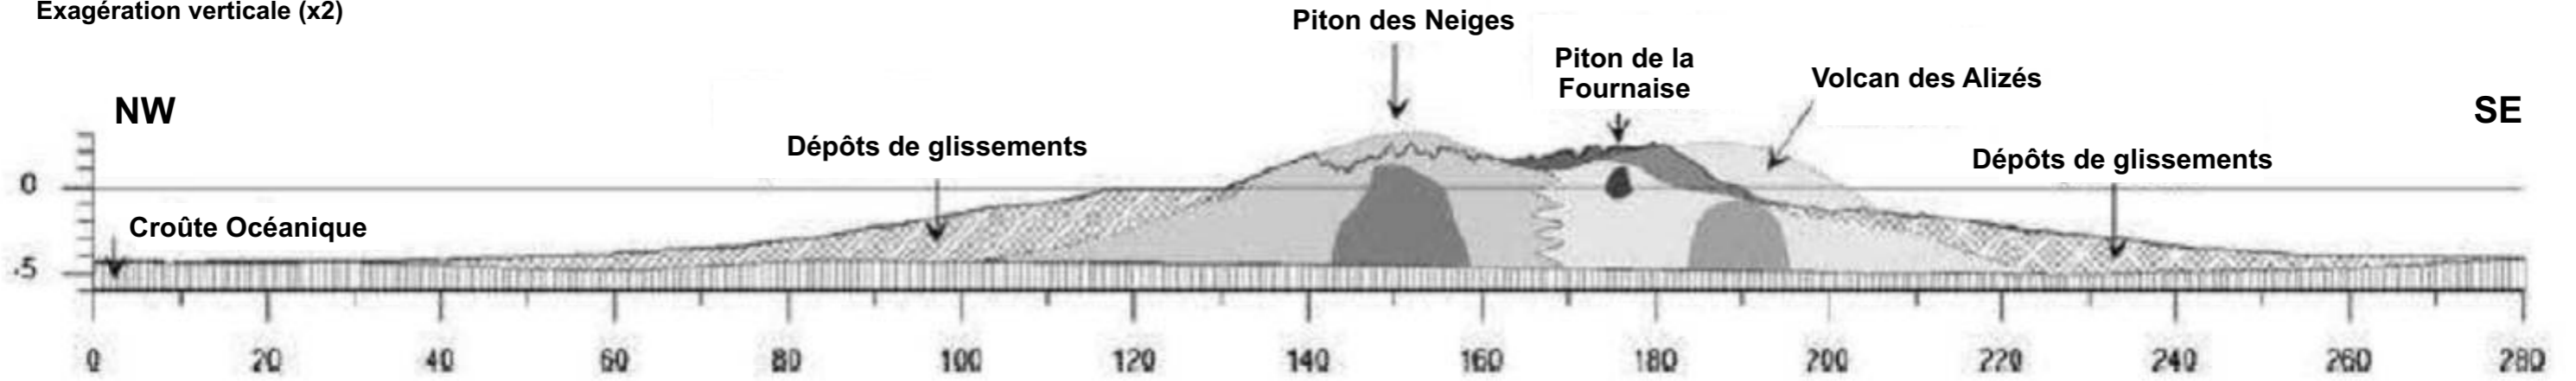 Exagération verticale (x2)
Piton des Neiges
Piton de la
Fournaise
Volcan des Alizés
NW
SE
Dépôts de glissements
Dépôts de glissements
0
Croûte Océanique
-5
0 20 40 60 80 100 120 140 160 180 200 220 240 260 280